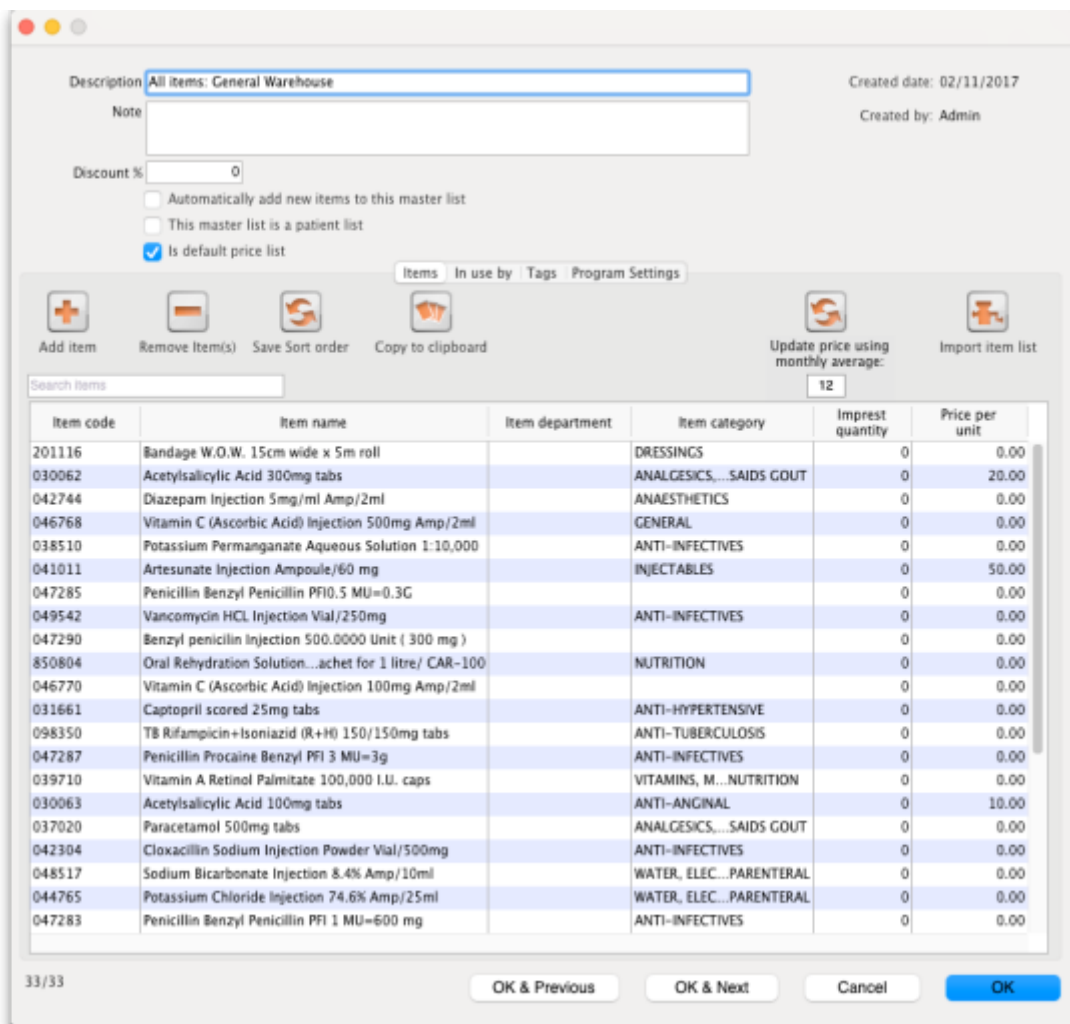 Description All items: General Warehouse Created date: 02/11/2017
Note Created by: Admin
Discount % 0
Automatically add new items to this master list
This master list is a patient list
Is default price list
Items In use by Tags Program Settings
Add item Remove Item(s) Save Sort order Copy to clipboard Update price using monthly average: Import item list
Search items 12
Item code Item name Item department Item category Imprest quantity Price per unit
201116 Bandage W.O.W. 15cm wide x 5m roll DRESSINGS 0 0.00
030062 Acetylsalicylic Acid 300mg tabs ANALGESICS,...SAIDS GOUT 0 20.00
042744 Diazepam Injection 5mg/ml Amp/2ml ANAESTHETICS 0 0.00
046768 Vitamin C (Ascorbic Acid) Injection 500mg Amp/2ml GENERAL 0 0.00
038510 Potassium Permanganate Aqueous Solution 1:10,000 ANTI-INFECTIVES 0 0.00
041011 Artesunate Injection Ampoule/60 mg INJECTABLES 0 50.00
047285 Penicillin Benzyl Penicillin PFI0.5 MU=0.3G 0 0.00
049542 Vancomycin HCL Injection Vial/250mg ANTI-INFECTIVES 0 0.00
047290 Benzyl penicilin Injection 500.0000 Unit ( 300 mg ) 0 0.00
850804 Oral Rehydration Solution...achet for 1 litre/ CAR-100 NUTRITION 0 0.00
046770 Vitamin C (Ascorbic Acid) Injection 100mg Amp/2ml 0 0.00
031661 Captopril scored 25mg tabs ANTI-HYPERTENSIVE 0 0.00
098350 TB Rifampicin+Isoniazid (R+H) 150/150mg tabs ANTI-TUBERCULOSIS 0 0.00
047287 Penicillin Procaine Benzyl PFI 3 MU=3g ANTI-INFECTIVES 0 0.00
039710 Vitamin A Retinol Palmitate 100,000 I.U. caps VITAMINS, M...NUTRITION 0 0.00
030063 Acetylsalicylic Acid 100mg tabs ANTI-ANGINAL 0 10.00
037020 Paracetamol 500mg tabs ANALGESICS,...SAIDS GOUT 0 0.00
042304 Cloxacillin Sodium Injection Powder Vial/500mg ANTI-INFECTIVES 0 0.00
048517 Sodium Bicarbonate Injection 8.4% Amp/10ml WATER, ELEC...PARENTERAL 0 0.00
044765 Potassium Chloride Injection 74.6% Amp/25ml WATER, ELEC...PARENTERAL 0 0.00
047283 Penicillin Benzyl Penicillin PFI 1 MU=600 mg ANTI-INFECTIVES 0 0.00
33/33 OK & Previous OK & Next Cancel OK